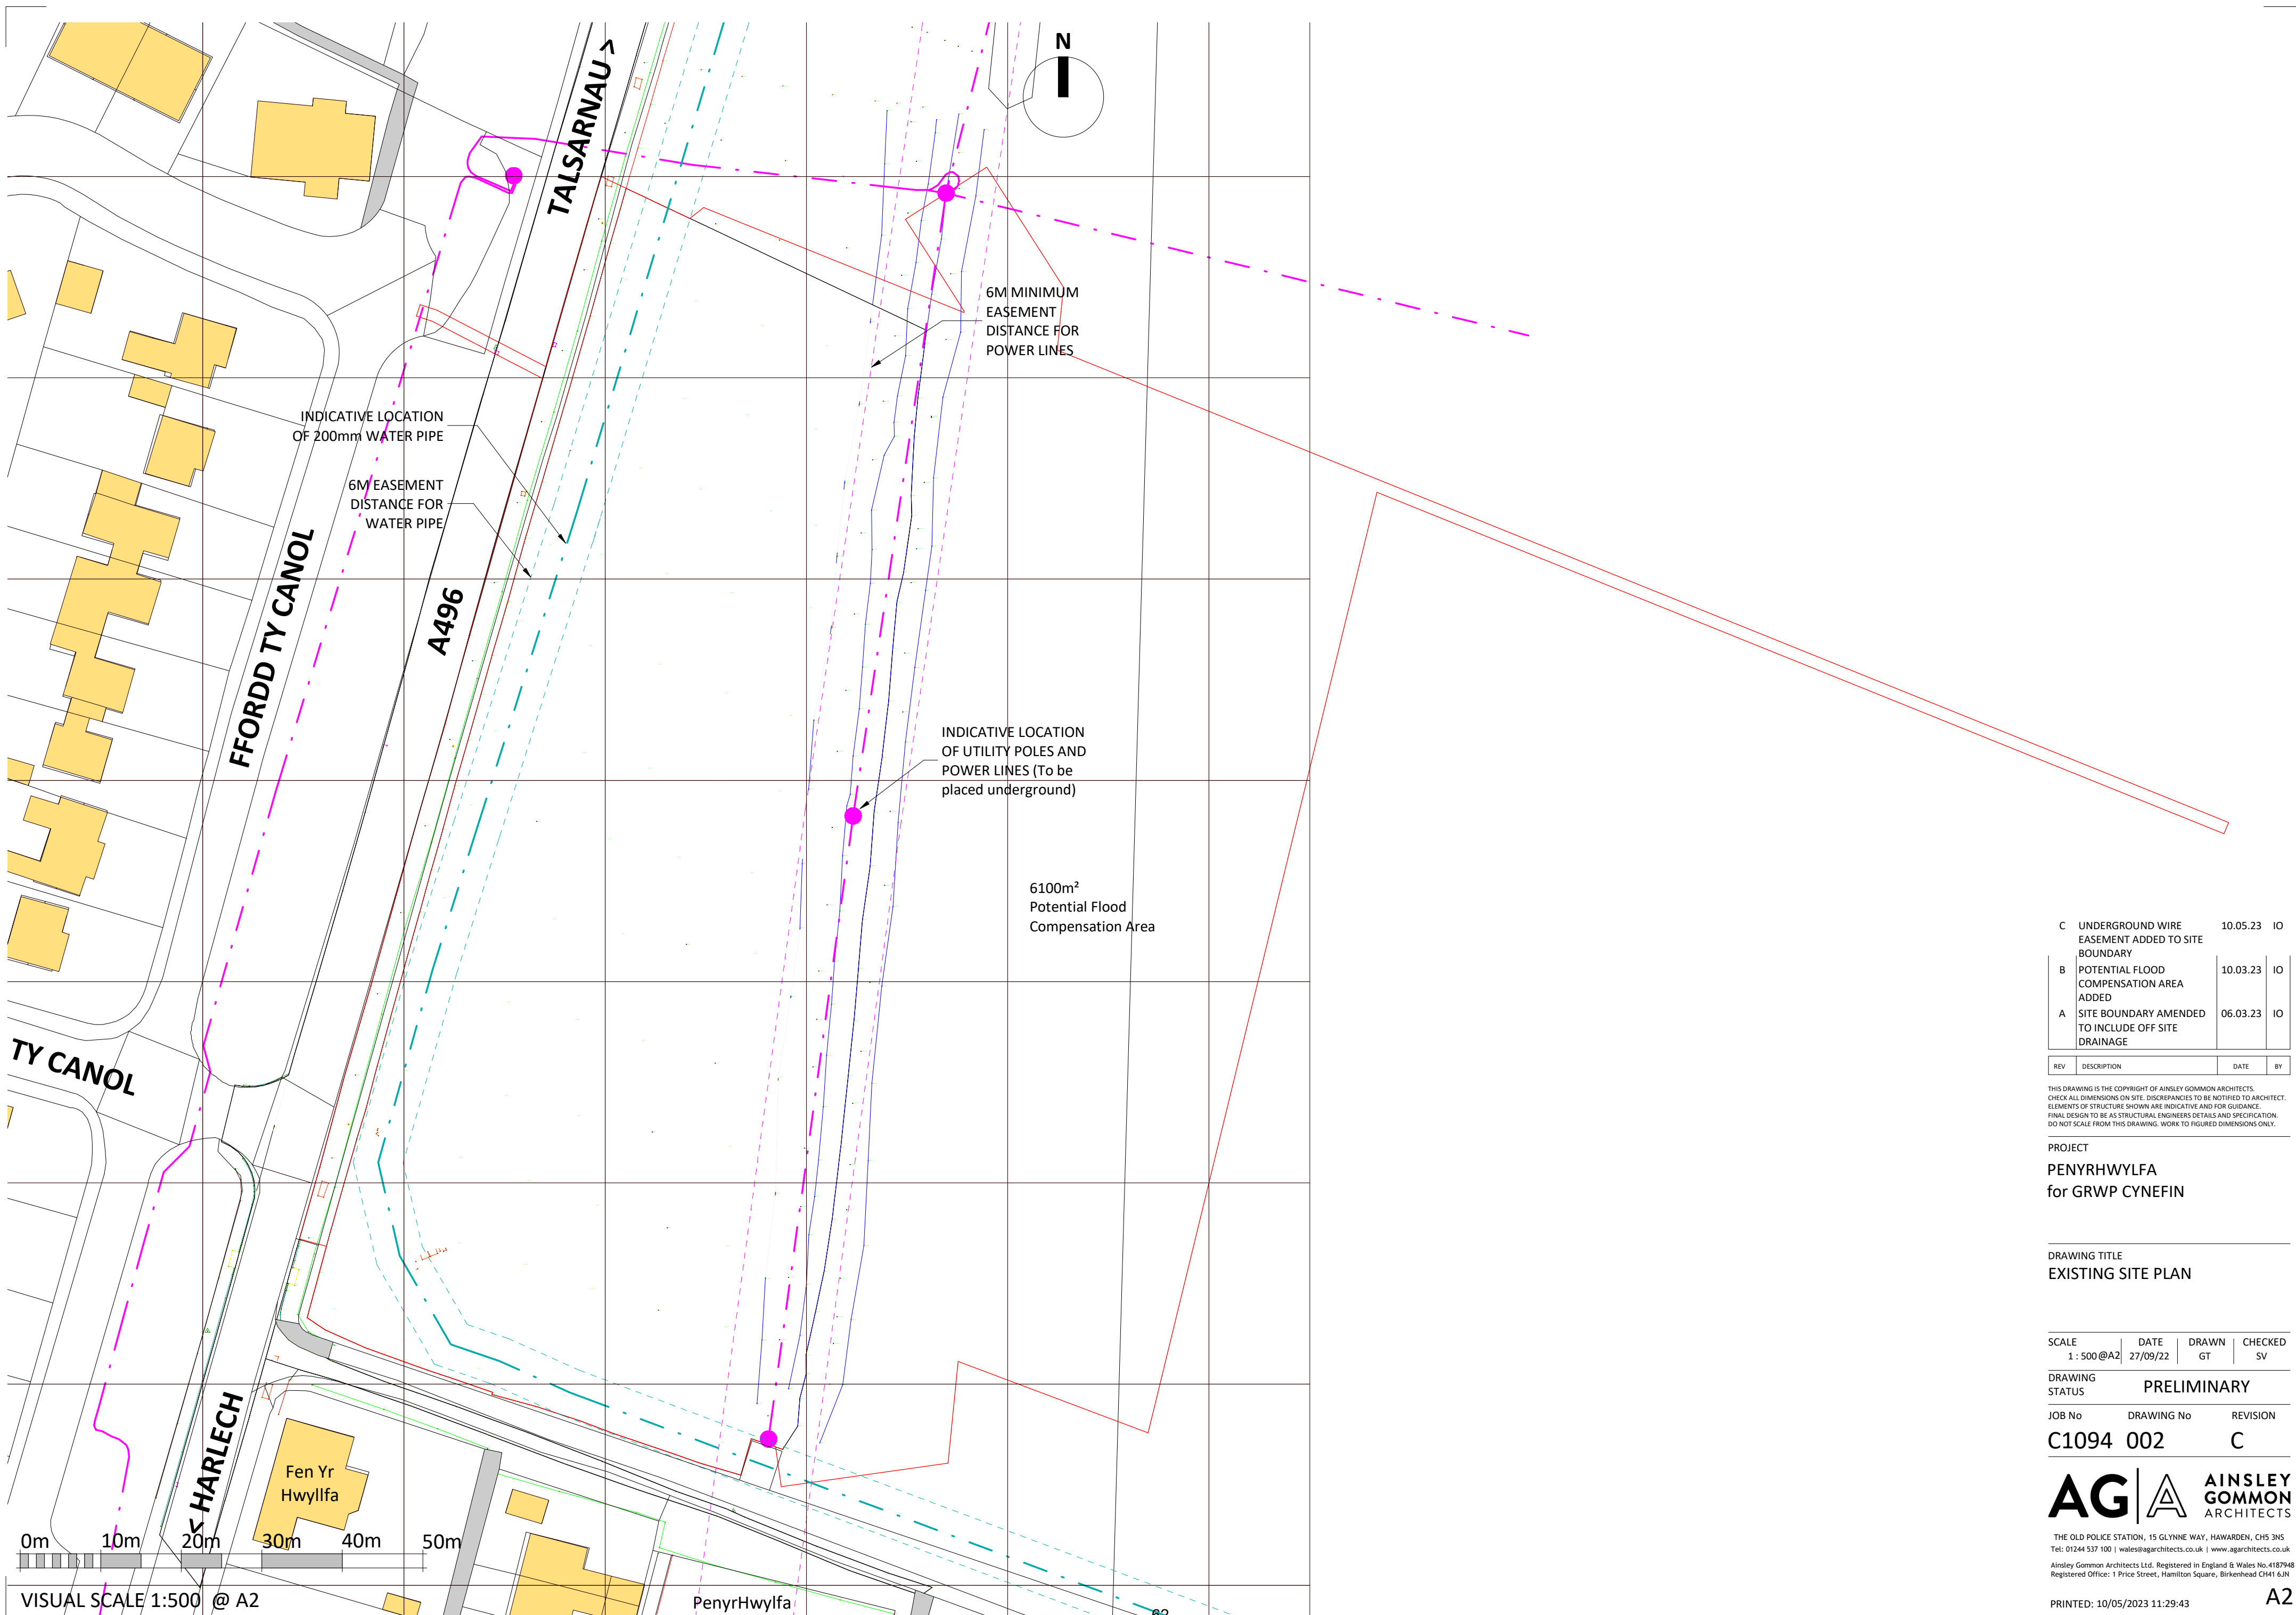 N
TALSARNAU >
6M MINIMUM
EASEMENT
DISTANCE FOR
POWER LINES
INDICATIVE LOCATION
OF 200mm WATER PIPE
6M EASEMENT
DISTANCE FOR
WATER PIPE
FFORDD TY CANOL
A496
INDICATIVE LOCATION
OF UTILITY POLES AND
POWER LINES (To be
placed underground)
6100m²
Potential Flood
Compensation Area
TY CANOL
< HARLECH
Fen Yr
Hwyllfa
PenyrHwylfa
0m 10m 20m 30m 40m 50m
VISUAL SCALE 1:500 @ A2
C UNDERGROUND WIRE 10.05.23 IO
EASEMENT ADDED TO SITE
BOUNDARY
B POTENTIAL FLOOD 10.03.23 IO
COMPENSATION AREA
ADDED
A SITE BOUNDARY AMENDED 06.03.23 IO
TO INCLUDE OFF SITE
DRAINAGE
REV DESCRIPTION DATE BY
THIS DRAWING IS THE COPYRIGHT OF AINSLEY GOMMON ARCHITECTS.
CHECK ALL DIMENSIONS ON SITE. DISCREPANCIES TO BE NOTIFIED TO ARCHITECT.
ELEMENTS OF STRUCTURE SHOWN ARE INDICATIVE AND FOR GUIDANCE.
FINAL DESIGN TO BE AS STRUCTURAL ENGINEERS DETAILS AND SPECIFICATION.
DO NOT SCALE FROM THIS DRAWING. WORK TO FIGURED DIMENSIONS ONLY.
PROJECT
PENYRHWYLFA
for GRWP CYNEFIN
DRAWING TITLE
EXISTING SITE PLAN
SCALE DATE DRAWN CHECKED
1 : 500 @A2 27/09/22 GT SV
DRAWING
STATUS PRELIMINARY
JOB No DRAWING No REVISION
C1094 002 C
AG A
AINSLEY
GOMMON
ARCHITECTS
THE OLD POLICE STATION, 15 GLYNNE WAY, HAWARDEN, CH5 3NS
Tel: 01244 537 100 | wales@agarchitects.co.uk | www.agarchitects.co.uk
Ainsley Gommon Architects Ltd. Registered in England & Wales No.4187948
Registered Office: 1 Price Street, Hamilton Square, Birkenhead CH41 6JN
PRINTED: 10/05/2023 11:29:43
A2